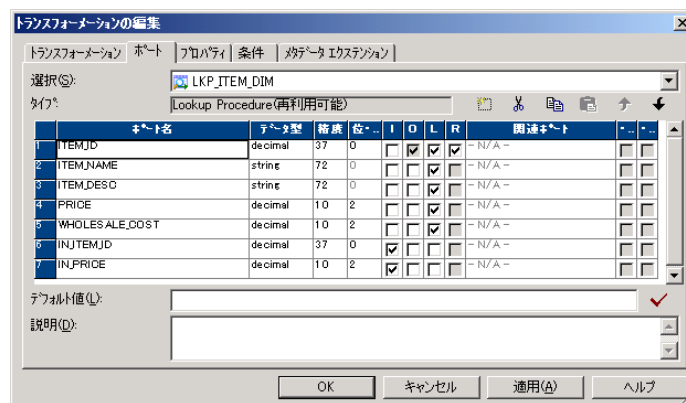 トランスフォーメーションの編集
トランスフォーメーション ポート プロパティ 条件 メタデータ エクステンション
選択(S): LKP_ITEM_DIM
タイプ: Lookup Procedure(再利用可能)
ポート名 データ型 精度 位・.. I O L R 関連ポート ・.. ・..
1 ITEM_ID decimal 37 0 - N/A -
2 ITEM_NAME string 72 0 - N/A -
3 ITEM_DESC string 72 0 - N/A -
4 PRICE decimal 10 2 - N/A -
5 WHOLESALE_COST decimal 10 2 - N/A -
6 IN_ITEM_ID decimal 37 0 - N/A -
7 IN_PRICE decimal 10 2 - N/A -
デフォルト値(L):
説明(D):
OK キャンセル 適用(A) ヘルプ